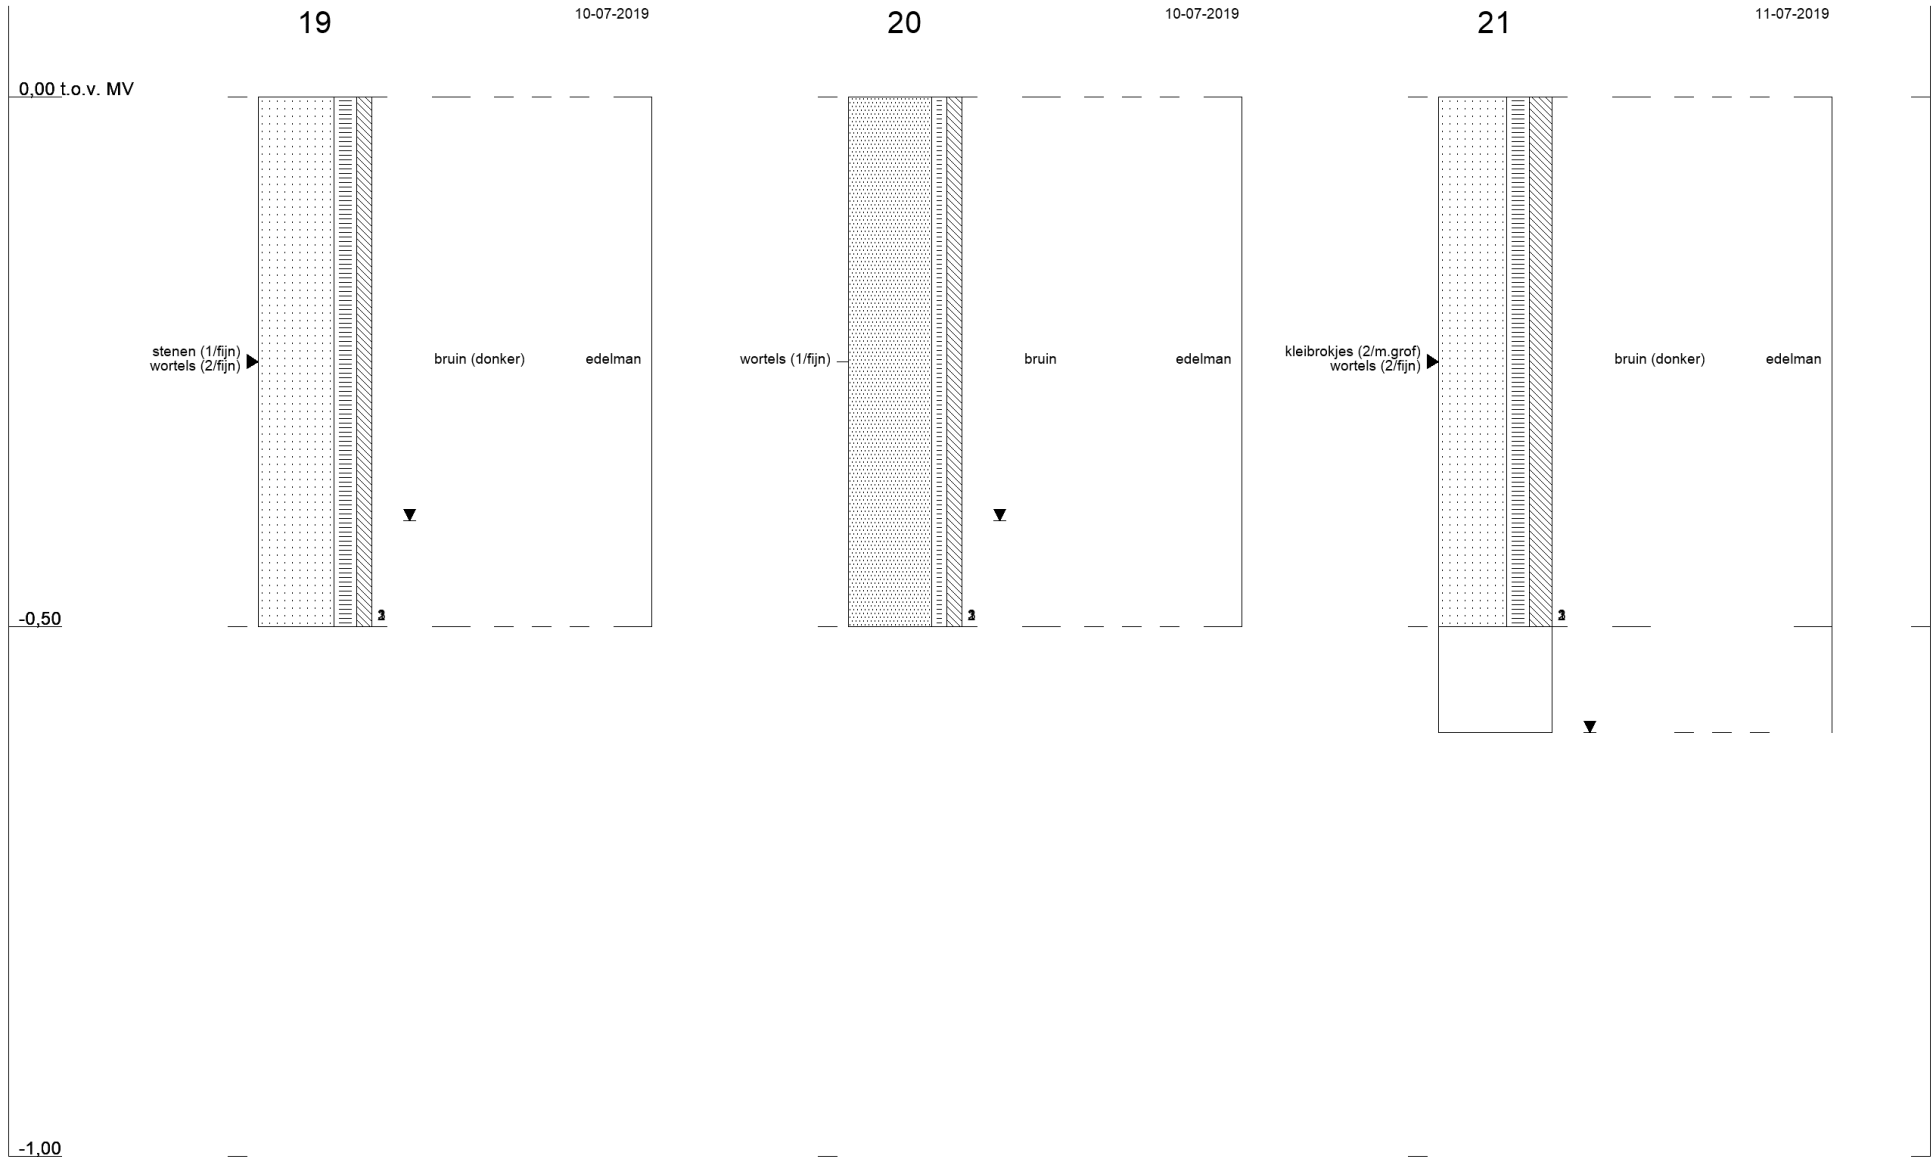 19
10-07-2019
20
10-07-2019
21
11-07-2019
0,00 t.o.v. MV
stenen (1/fijn)
wortels (2/fijn)
bruin (donker)
edelman
wortels (1/fijn)
bruin
edelman
kleibrokjes (2/m.grof)
wortels (2/fijn)
bruin (donker)
edelman
-0,50
-1,00